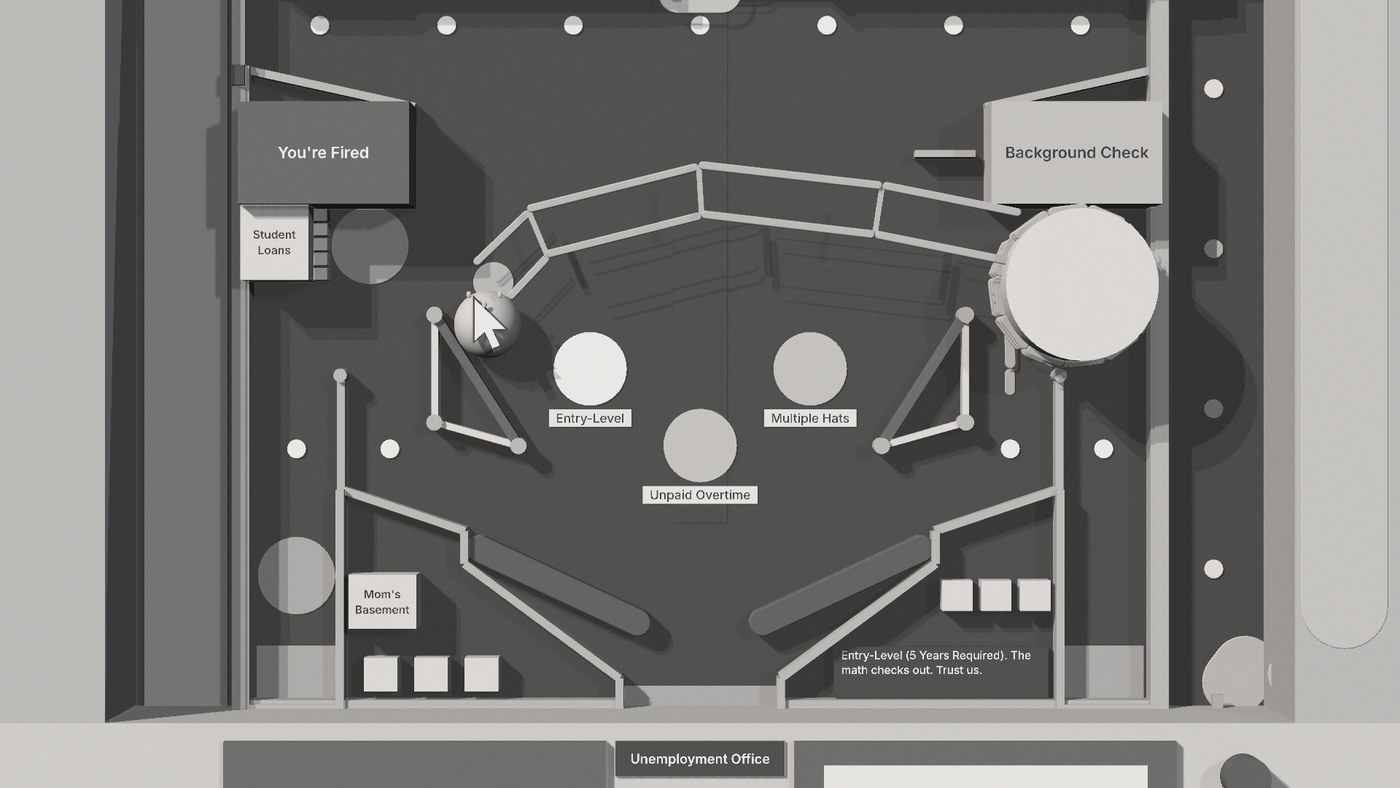 You're Fired
Background Check
Student
Loans
Entry-Level
Multiple Hats
Unpaid Overtime
Mom's
Basement
Entry-Level (5 Years Required). The
math checks out. Trust us.
Unemployment Office